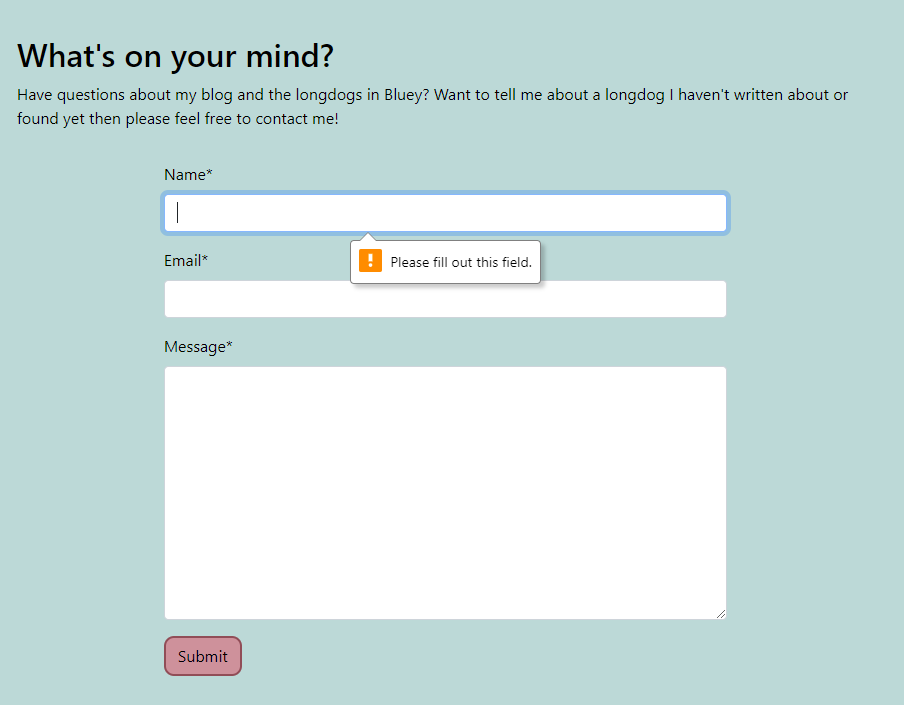 What's on your mind?
Have questions about my blog and the longdogs in Bluey? Want to tell me about a longdog I haven't written about or
found yet then please feel free to contact me!
Name*
Please fill out this field.
Email*
Message*
Submit